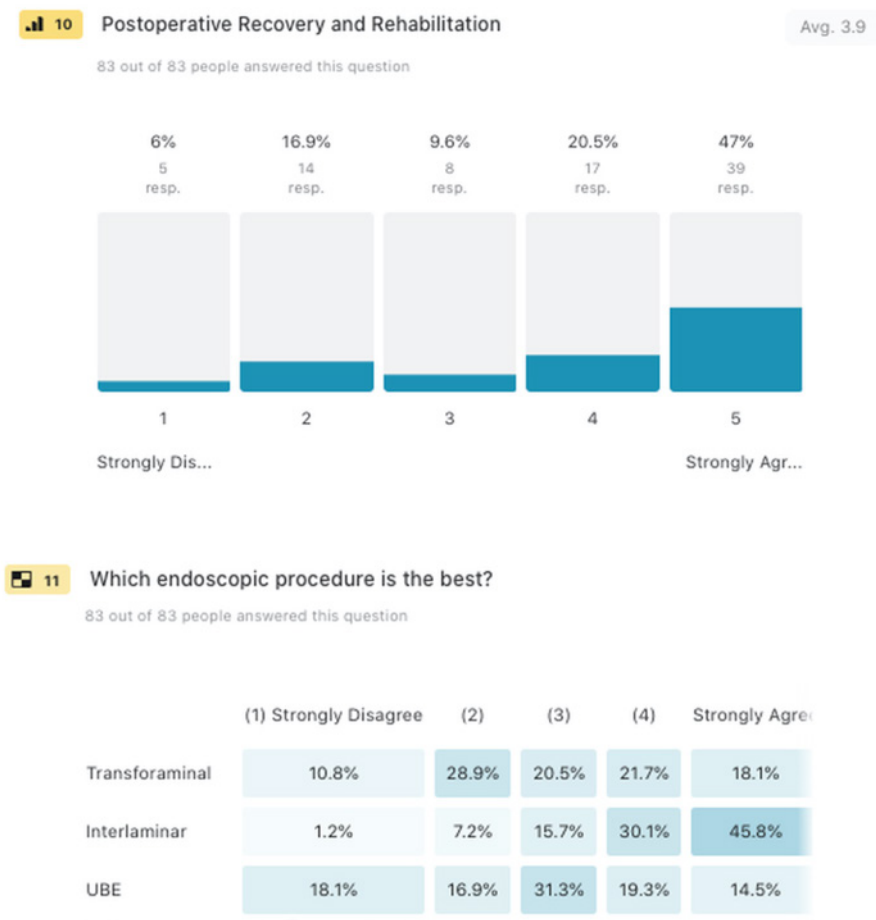 10 Postoperative Recovery and Rehabilitation Avg. 3.9
83 out of 83 people answered this question
6% 16.9% 9.6% 20.5% 47%
5 14 8 17 39
resp. resp. resp. resp. resp.
1 2 3 4 5
Strongly Dis... Strongly Agr...
11 Which endoscopic procedure is the best?
83 out of 83 people answered this question
(1) Strongly Disagree (2) (3) (4) Strongly Agree
Transforaminal 10.8% 28.9% 20.5% 21.7% 18.1%
Interlaminar 1.2% 7.2% 15.7% 30.1% 45.8%
UBE 18.1% 16.9% 31.3% 19.3% 14.5%